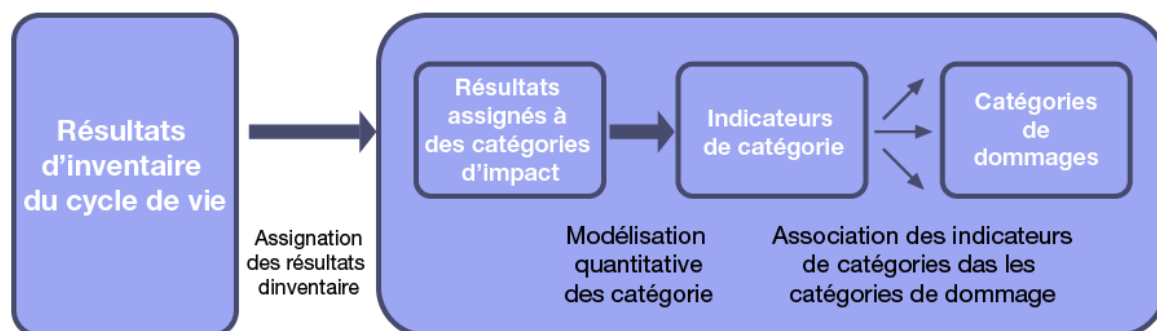 Résultats
d’inventaire
du cycle de vie
Assignation
des résultats
dinventaire
Résultats
assignés à
des catégories
d’impact
Modélisation
quantitative
des catégorie
Indicateurs
de catégorie
Association des indicateurs
de catégories das les
catégories de dommage
Catégories
de
dommages